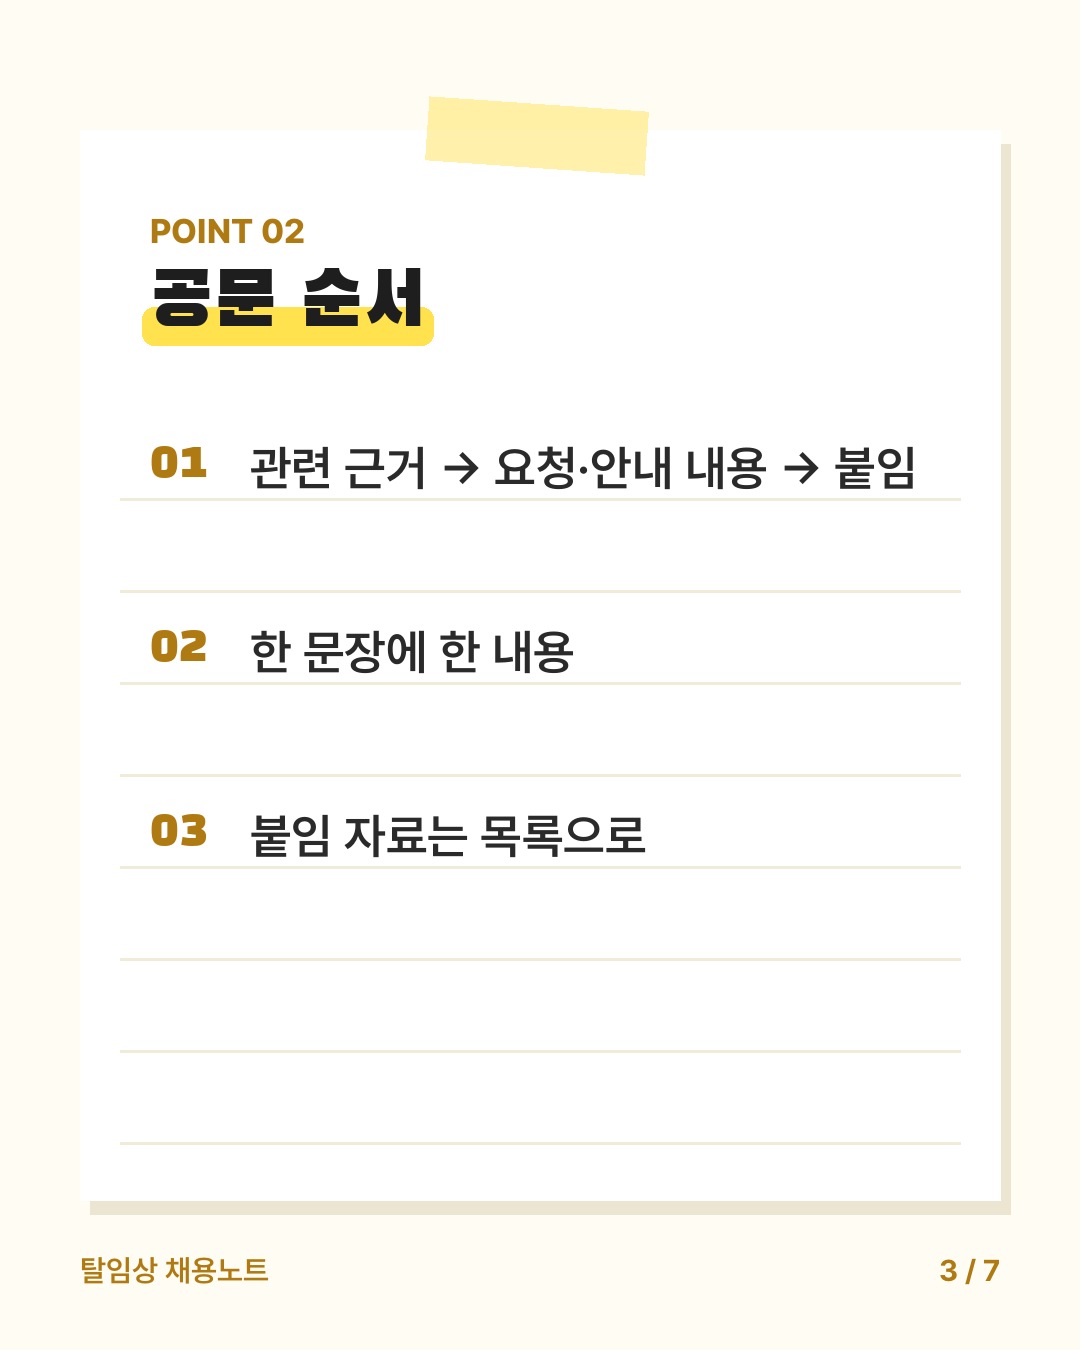 POINT 02
공문 순서
01 관련 근거 → 요청·안내 내용 → 붙임
02 한 문장에 한 내용
03 붙임 자료는 목록으로
탈임상 채용노트
3 / 7